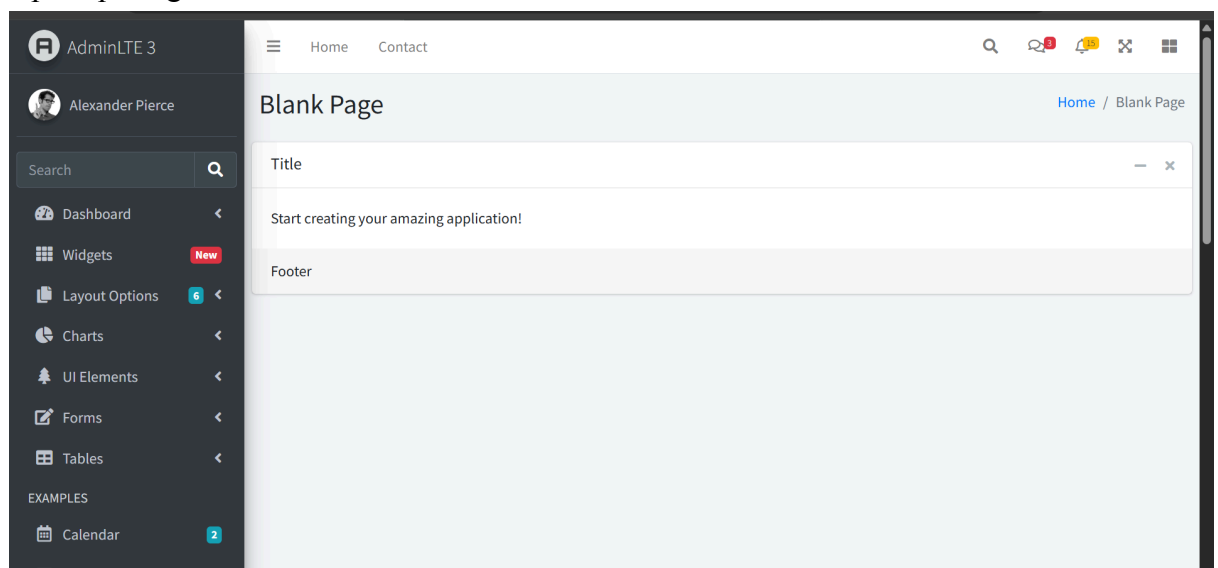 AdminLTE 3
Home Contact 3 15
Alexander Pierce
Blank Page
Home / Blank Page
Search
Title
Dashboard
Start creating your amazing application!
Widgets New
Footer
Layout Options 6
Charts
UI Elements
Forms
Tables
EXAMPLES
Calendar 2